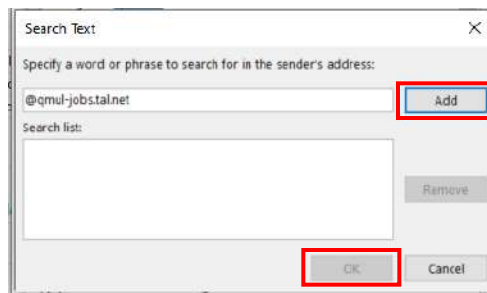 Search Text
Specify a word or phrase to search for in the sender's address:
@qmul-jobs.tal.net
Add
Search list:
Remove
OK
Cancel